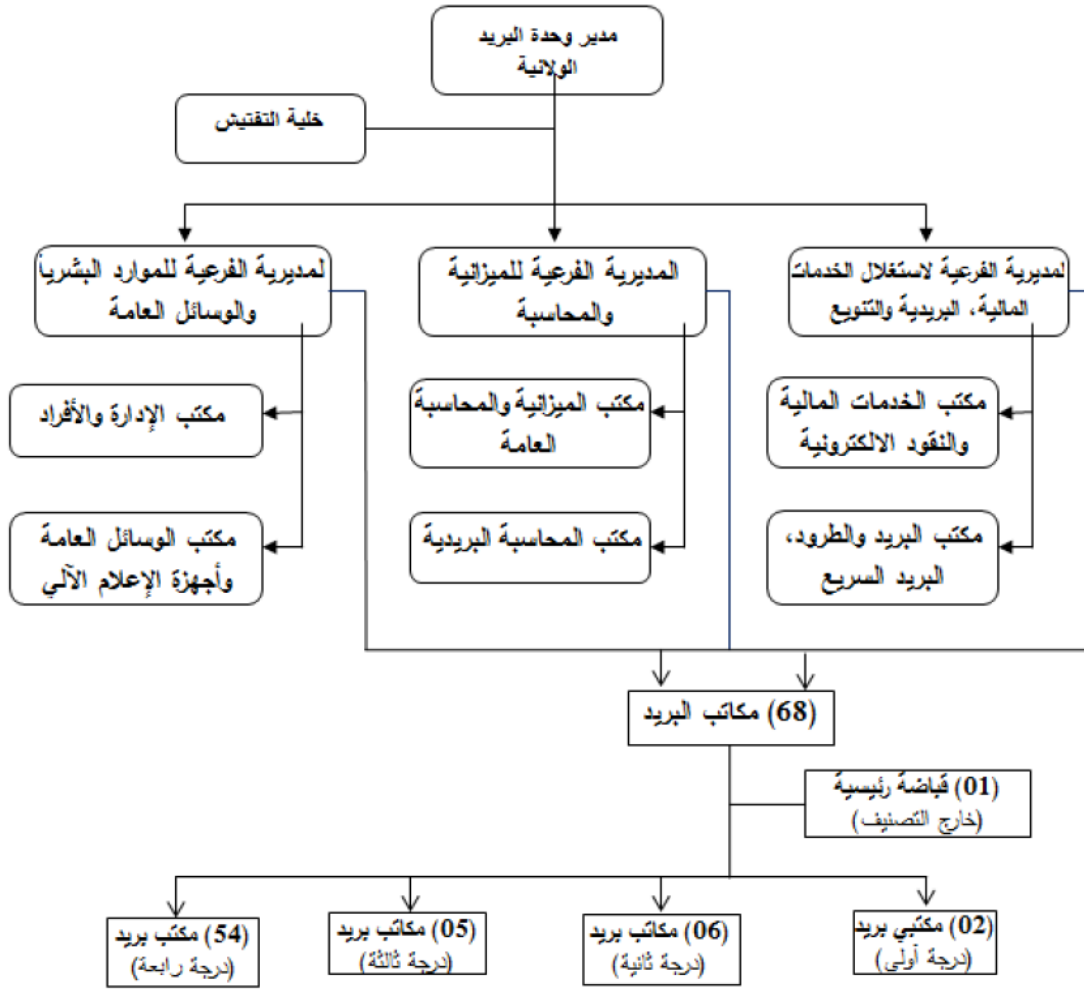 مدير وحدة البريد
الولائية
خلية التفتيش
لمديرية الفرعية لاستغلال الخدمات
المالية، البريدية والتنويع
المديرية الفرعية للميزانية
والمحاسبة
لمديرية الفرعية للموارد البشريا
والوسائل العامة
مكتب الخدمات المالية
والنقود الالكترونية
مكتب الميزانية والمحاسبة
العامة
مكتب الإدارة والأفراد
مكتب البريد والطرود،
البريد السريع
مكتب المحاسبة البريدية
مكتب الوسائل العامة
وأجهزة الإعلام الآلي
(68) مكاتب البريد
(01) قباضة رئيسية
(خارج التصنيف)
(02) مكتبي بريد
(درجة أولى)
(06) مكاتب بريد
(درجة ثانية)
(05) مكاتب بريد
(درجة ثالثة)
(54) مكتب بريد
(درجة رابعة)